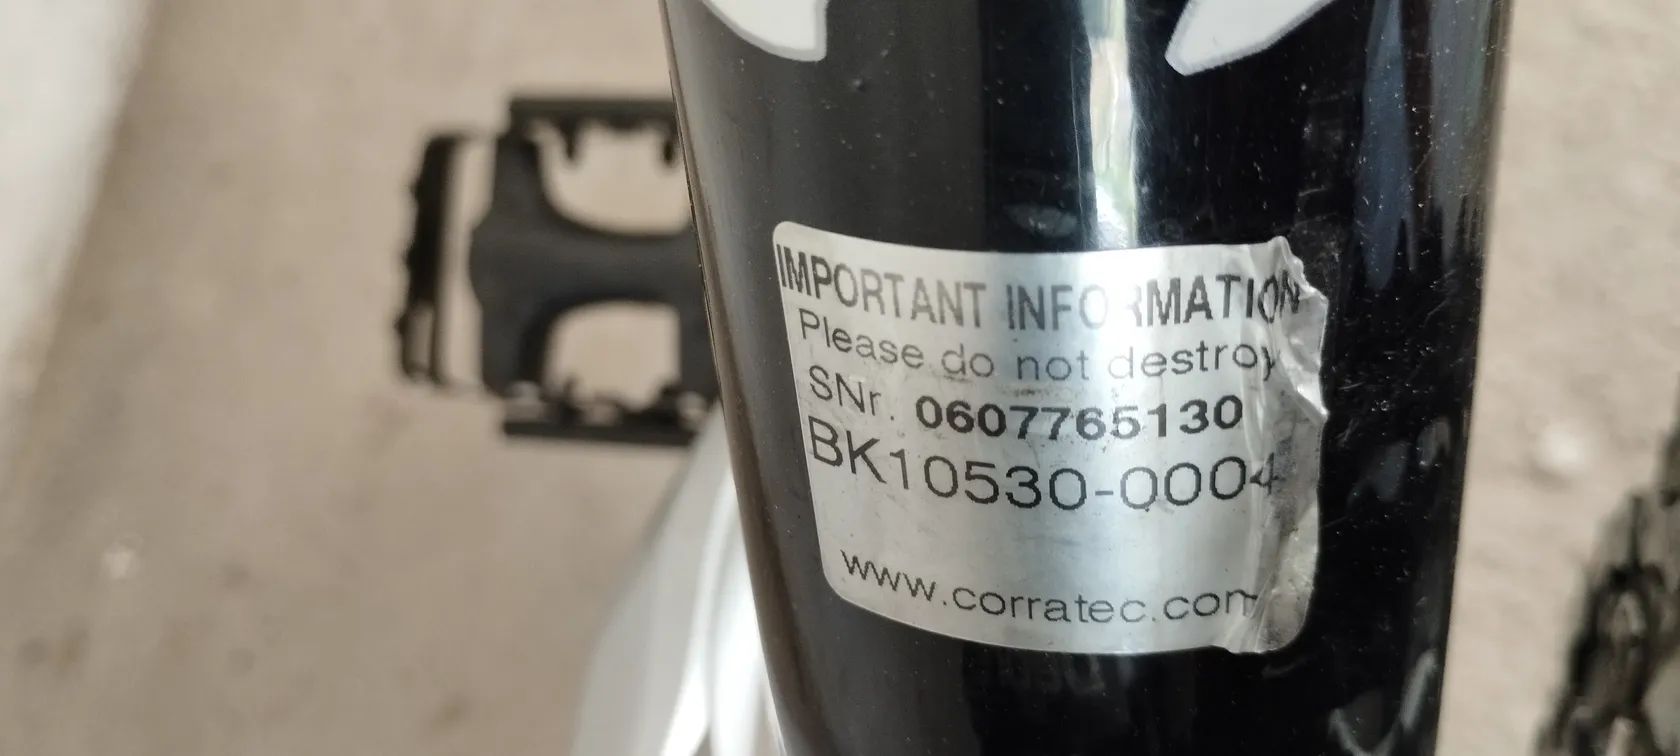 IMPORTANT INFORMATION
Please do not destroy
SNr. 0607765130
BK10530-0004
www.corratec.com